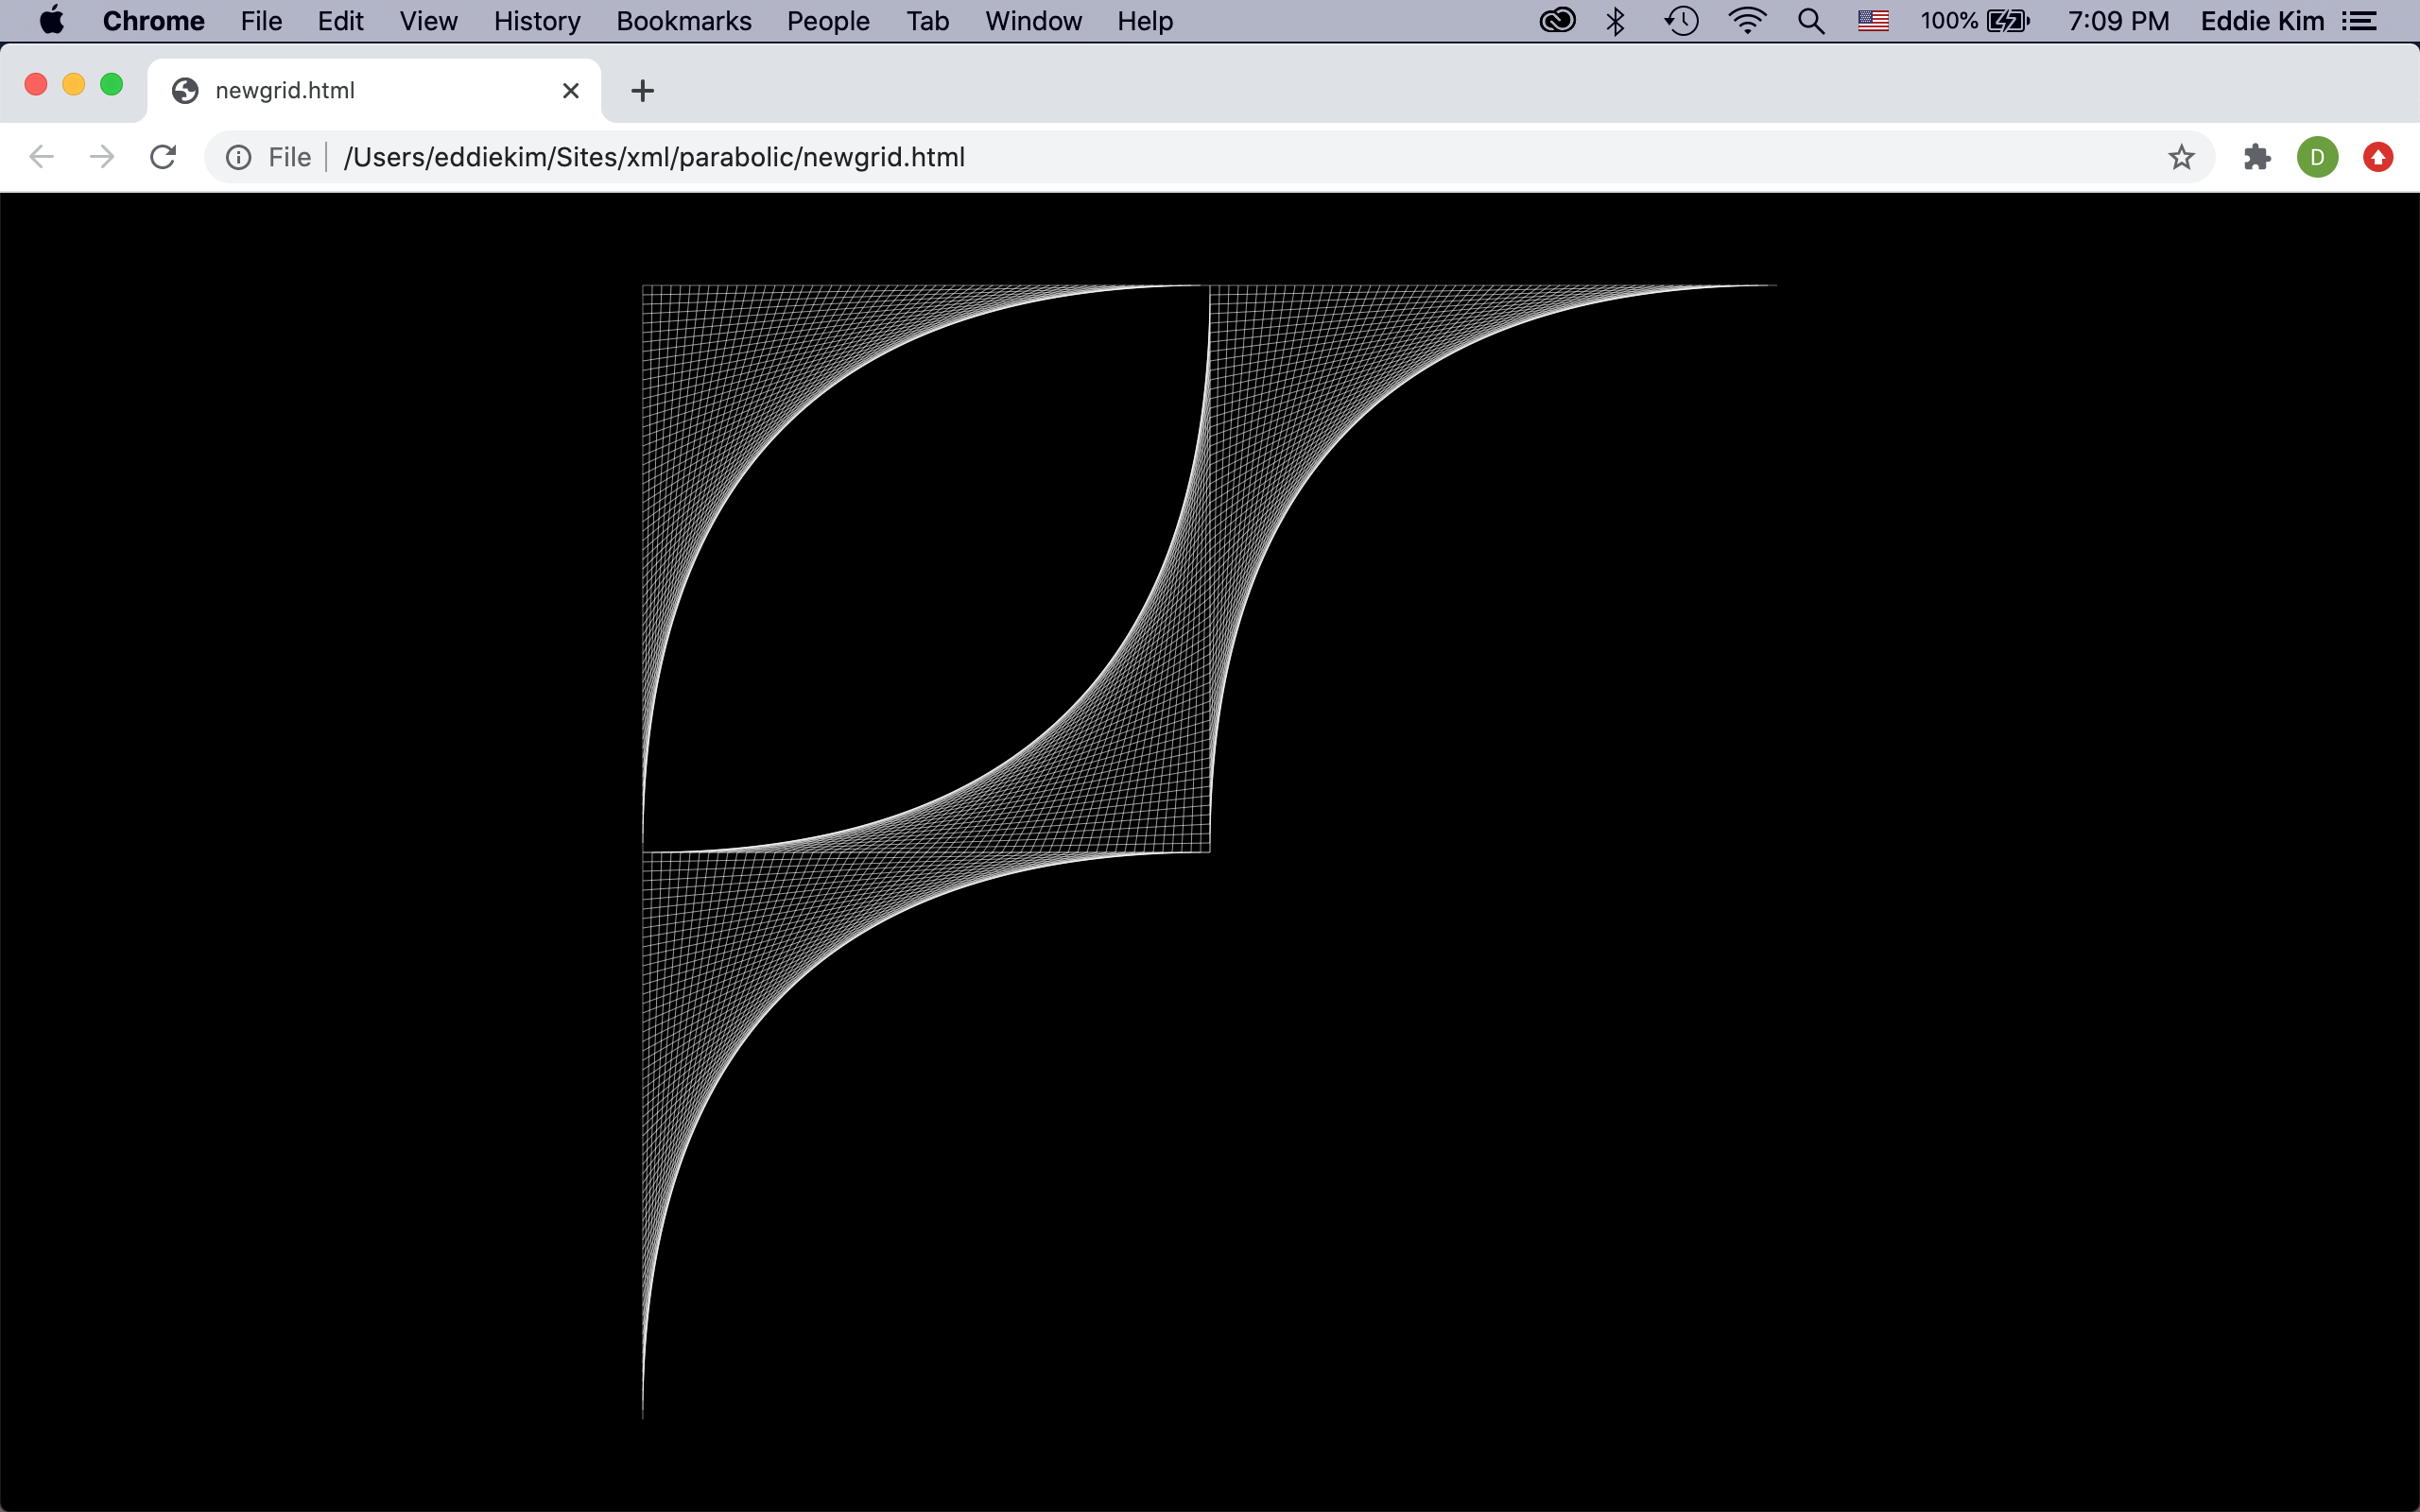 Chrome File Edit View History Bookmarks People Tab Window Help 100% 7:09 PM Eddie Kim
newgrid.html
File /Users/eddiekim/Sites/xml/parabolic/newgrid.html D